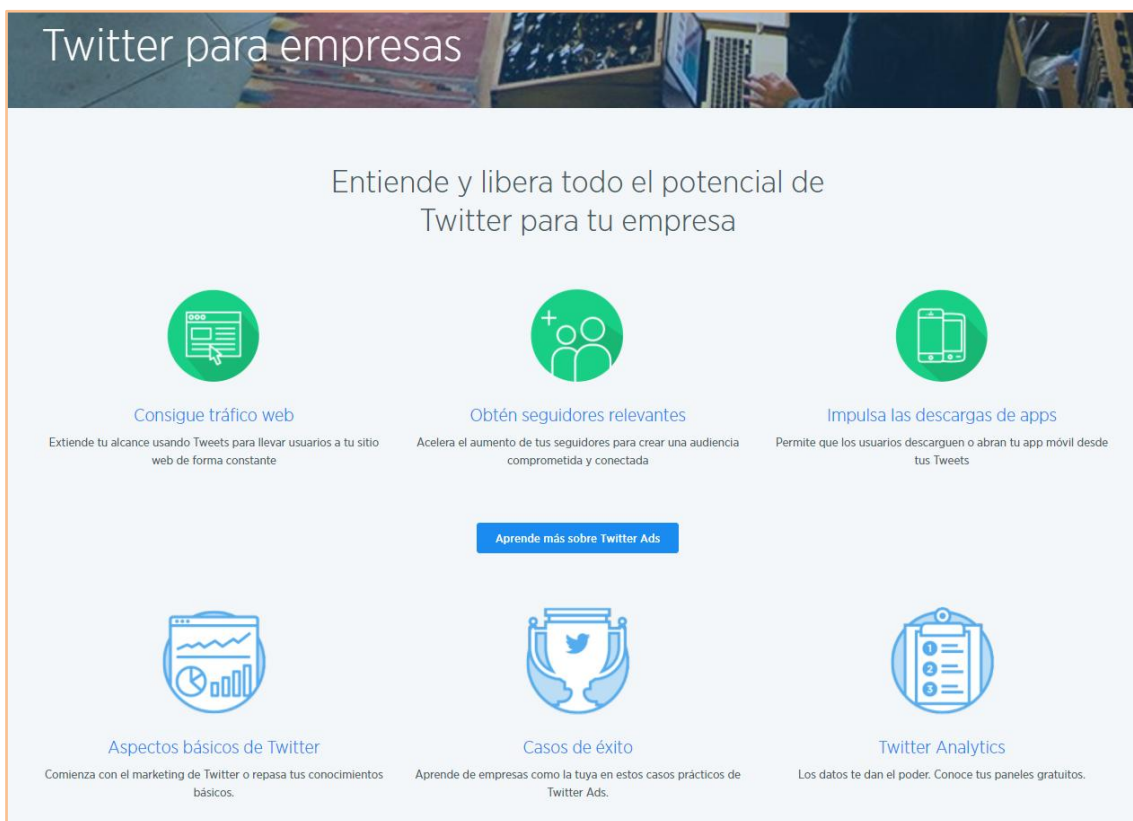 Twitter para empresas
Entiende y libera todo el potencial de
Twitter para tu empresa
Consigue tráfico web
Extiende tu alcance usando Tweets para llevar usuarios a tu sitio
web de forma constante
Obtén seguidores relevantes
Acelera el aumento de tus seguidores para crear una audiencia
comprometida y conectada
Impulsa las descargas de apps
Permite que los usuarios descarguen o abran tu app móvil desde
tus Tweets
Aprende más sobre Twitter Ads
Aspectos básicos de Twitter
Comienza con el marketing de Twitter o repasa tus conocimientos
básicos.
Casos de éxito
Aprende de empresas como la tuya en estos casos prácticos de
Twitter Ads.
1
2
3
Twitter Analytics
Los datos te dan el poder. Conoce tus paneles gratuitos.